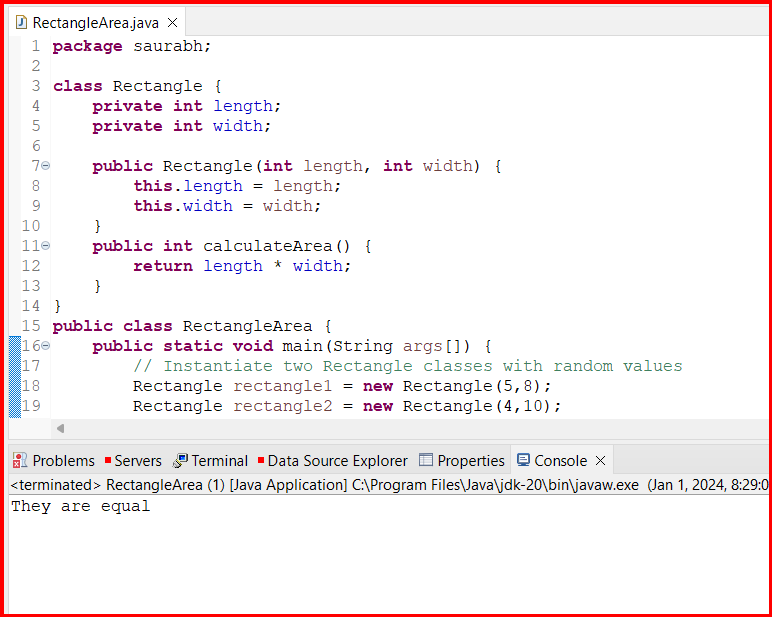 RectangleArea.java
1 package saurabh;
2
3 class Rectangle {
4     private int length;
5     private int width;
6
7     public Rectangle(int length, int width) {
8         this.length = length;
9         this.width = width;
10     }
11     public int calculateArea() {
12         return length * width;
13     }
14 }
15 public class RectangleArea {
16     public static void main(String args[]) {
17         // Instantiate two Rectangle classes with random values
18         Rectangle rectangle1 = new Rectangle(5,8);
19         Rectangle rectangle2 = new Rectangle(4,10);
Problems Servers Terminal Data Source Explorer Properties Console
<terminated> RectangleArea (1) [Java Application] C:\Program Files\Java\jdk-20\bin\javaw.exe (Jan 1, 2024, 8:29:0
They are equal